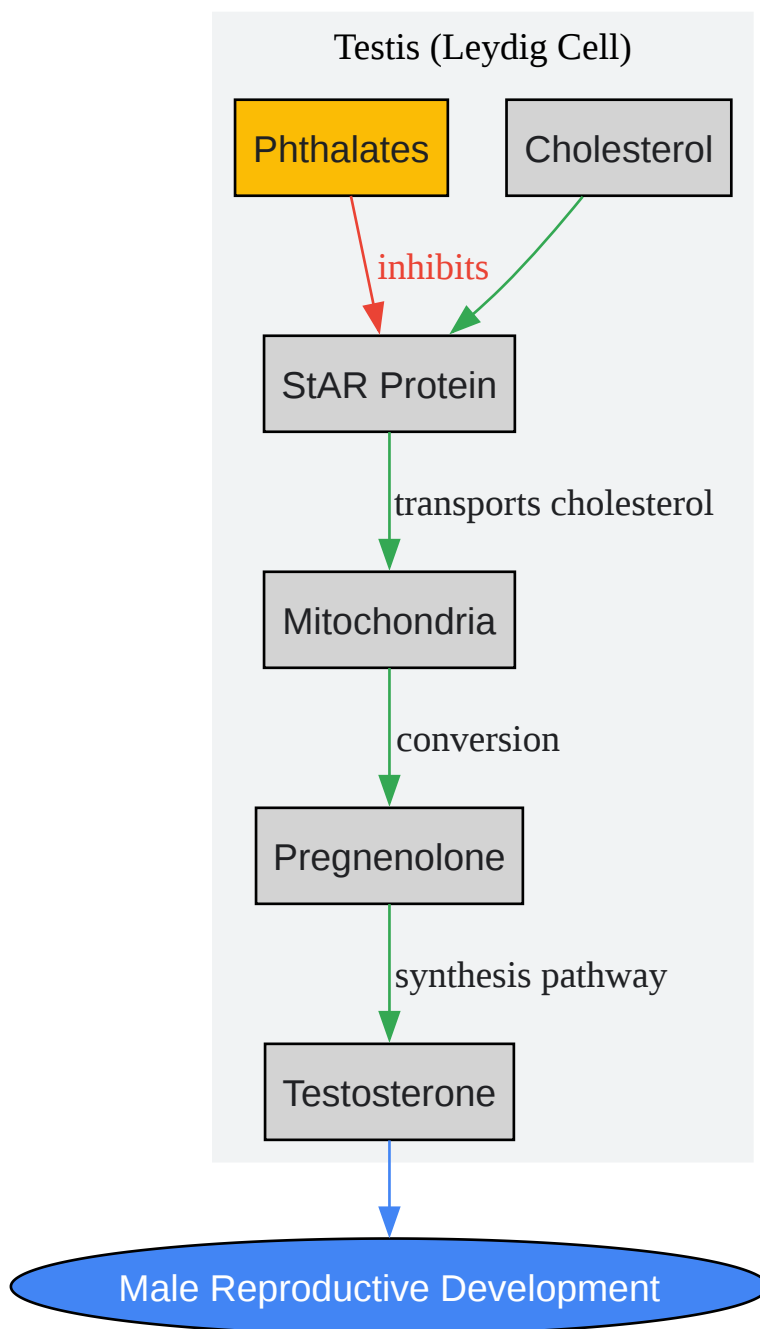 Testis (Leydig Cell)
Phthalates
Cholesterol
inhibits
StAR Protein
transports cholesterol
Mitochondria
conversion
Pregnenolone
synthesis pathway
Testosterone
Male Reproductive Development